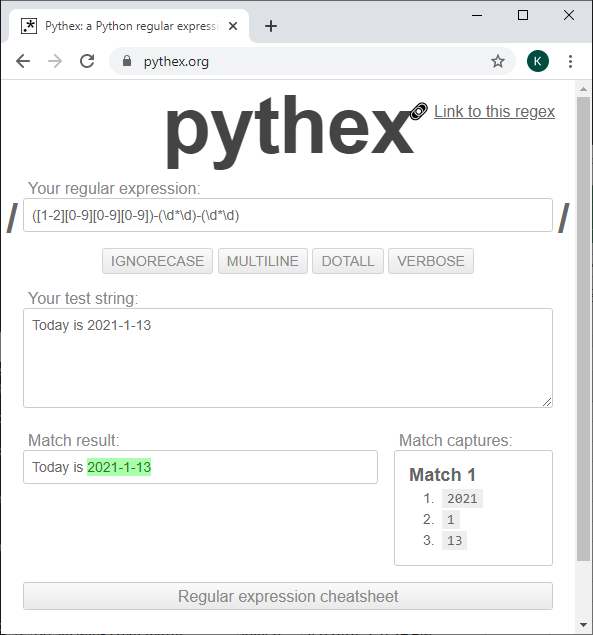 Pythex: a Python regular expressi
pythex.org
K
pythex
Link to this regex
Your regular expression:
/ ([1-2][0-9][0-9][0-9])-(\d*\d)-(\d*\d) /
IGNORECASE MULTILINE DOTALL VERBOSE
Your test string:
Today is 2021-1-13
Match result:
Today is 2021-1-13
Match captures:
Match 1
1. 2021
2. 1
3. 13
Regular expression cheatsheet